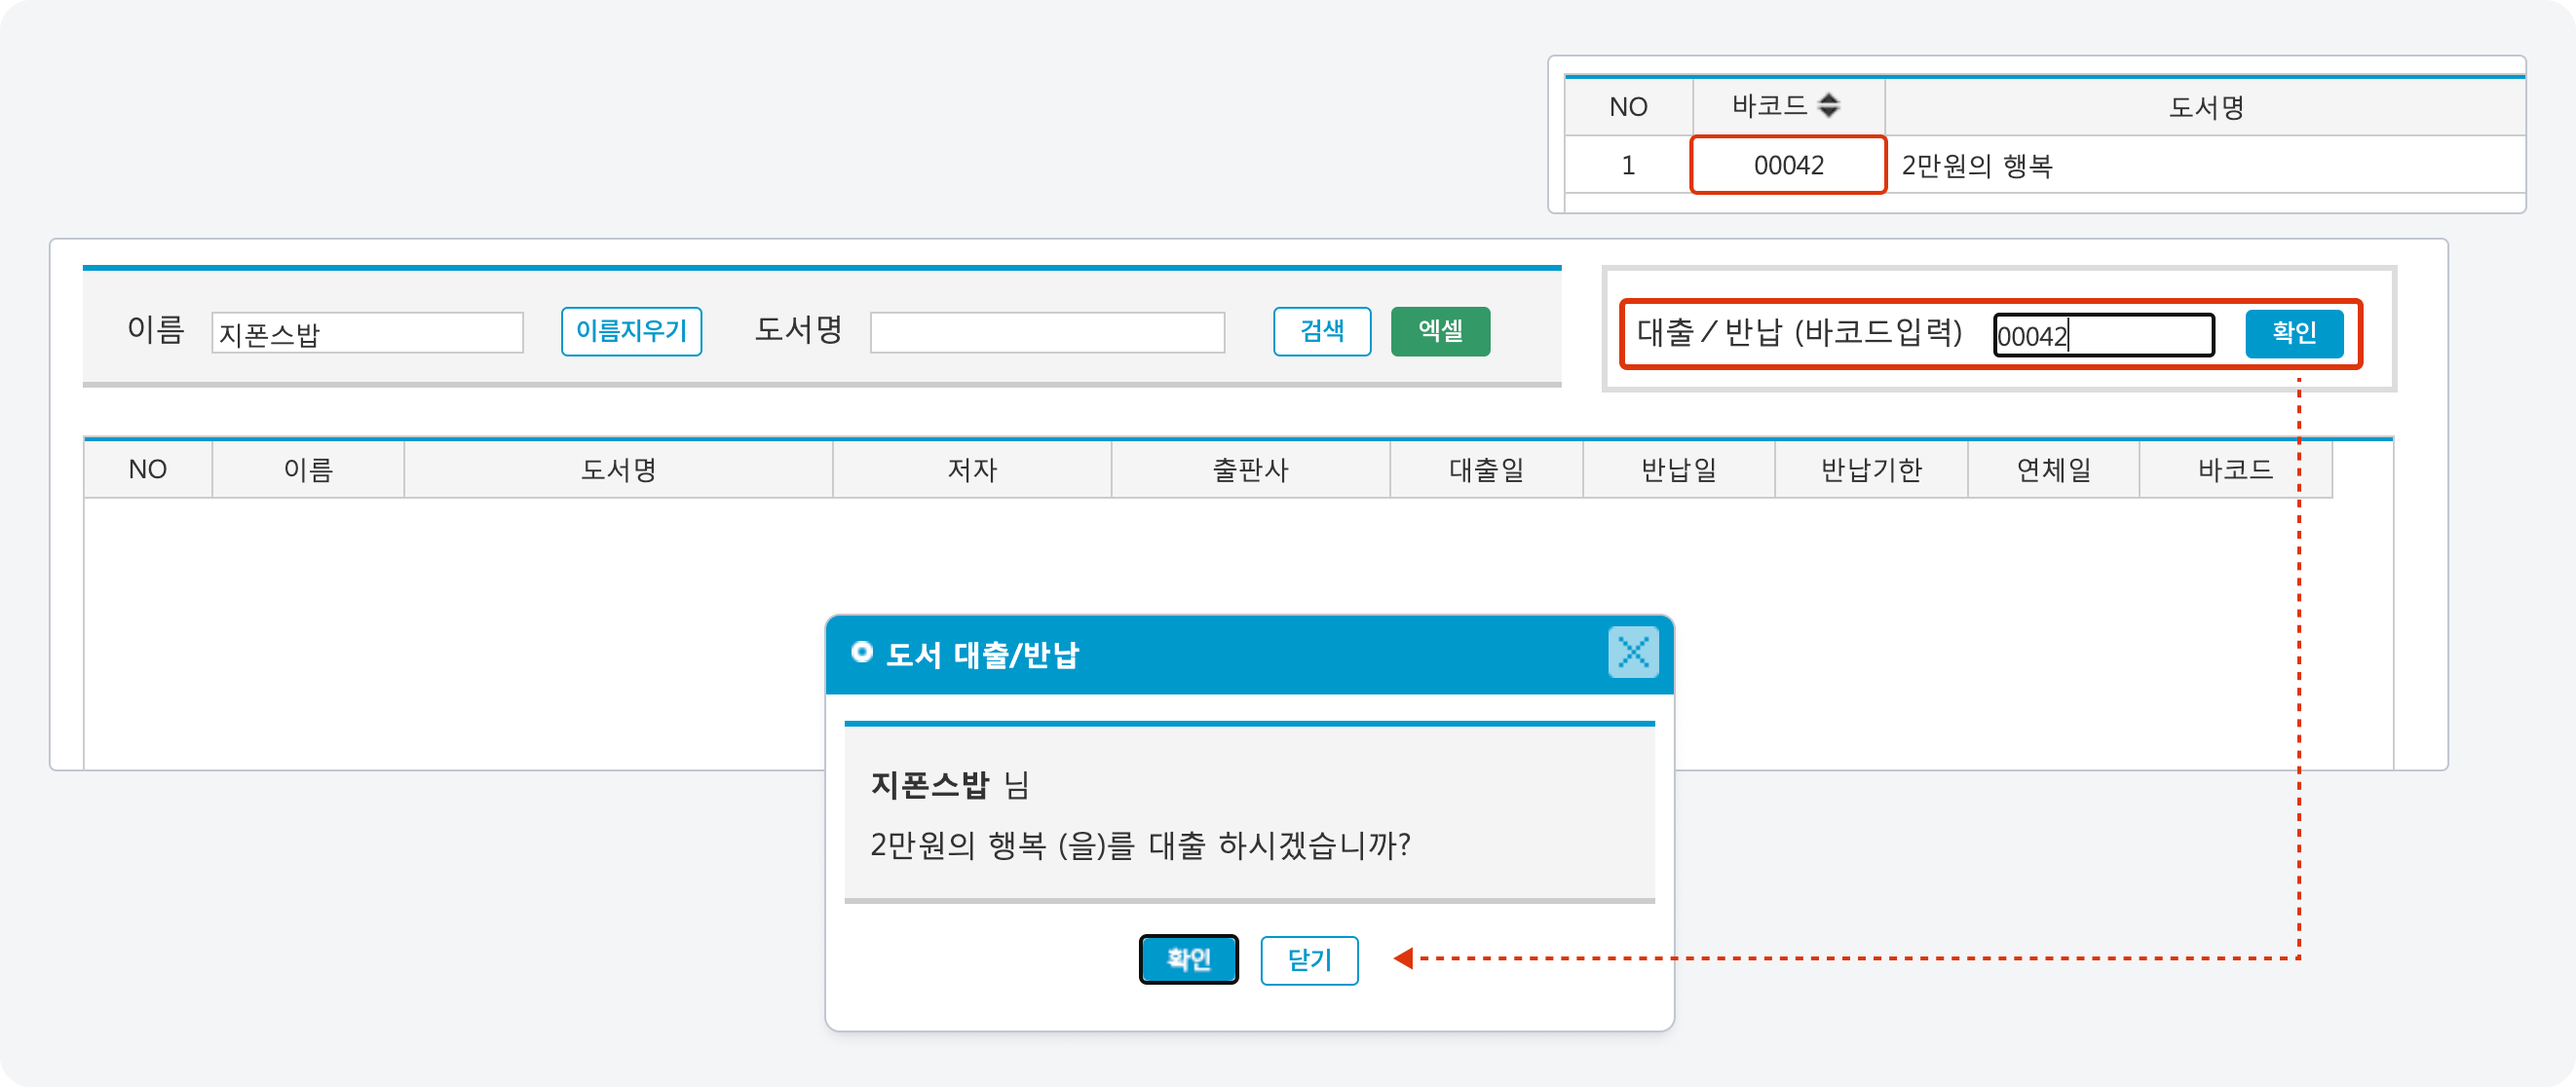 NO 바코드 도서명
1 00042 2만원의 행복
이름 지폰스밥 이름지우기 도서명 검색 엑셀 대출 / 반납 (바코드입력) 00042 확인
NO 이름 도서명 저자 출판사 대출일 반납일 반납기한 연체일 바코드
도서 대출/반납
지폰스밥 님
2만원의 행복 (을)를 대출 하시겠습니까?
확인 닫기